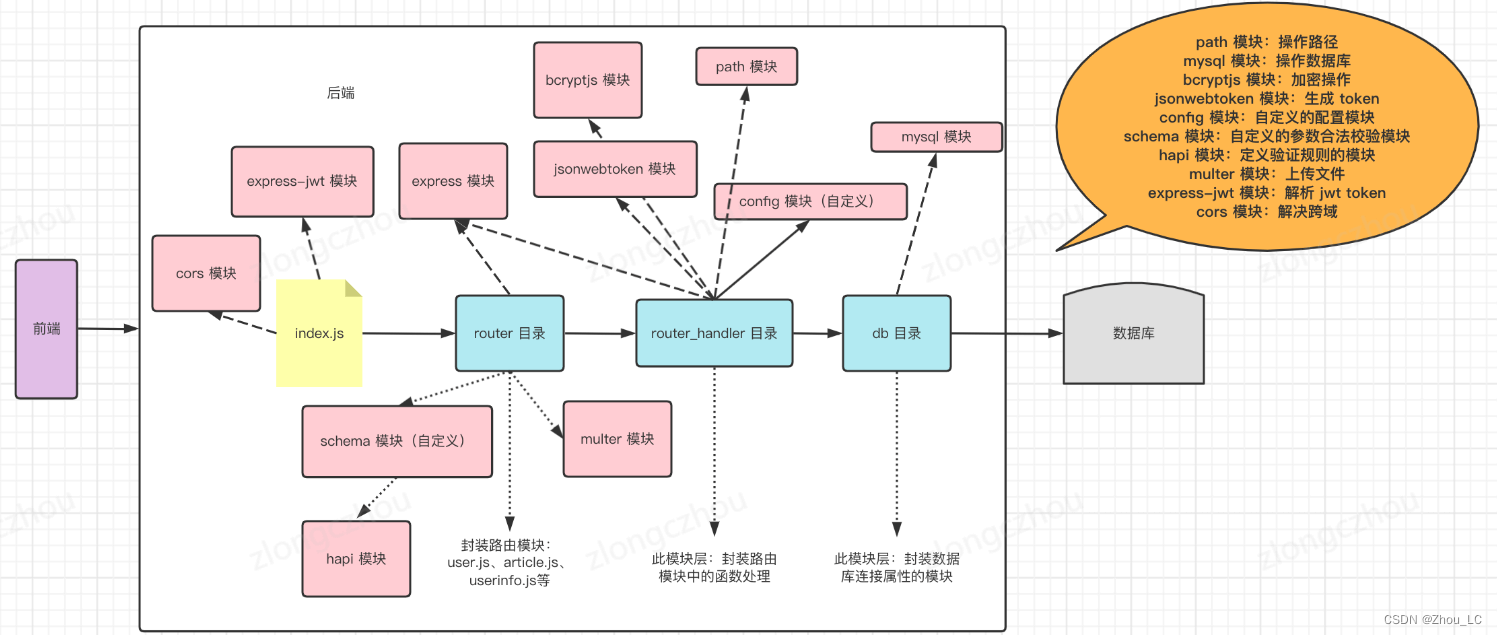 后端
bcryptjs 模块
path 模块
mysql 模块
express-jwt 模块
express 模块
jsonwebtoken 模块
config 模块（自定义）
cors 模块
前端
index.js
router 目录
router_handler 目录
db 目录
数据库
schema 模块（自定义）
multer 模块
hapi 模块
封装路由模块：
user.js、article.js、
userinfo.js等
此模块层：封装路由
模块中的函数处理
此模块层：封装数据
库连接属性的模块
path 模块：操作路径
mysql 模块：操作数据库
bcryptjs 模块：加密操作
jsonwebtoken 模块：生成 token
config 模块：自定义的配置模块
schema 模块：自定义的参数合法校验模块
hapi 模块：定义验证规则的模块
multer 模块：上传文件
express-jwt 模块：解析 jwt token
cors 模块：解决跨域
zlongczhou
zlongczhou
zlongczhou
zlongczhou
zlongczhou
zlongczhou
zlongczhou
zlongczhou
CSDN @Zhou_LC